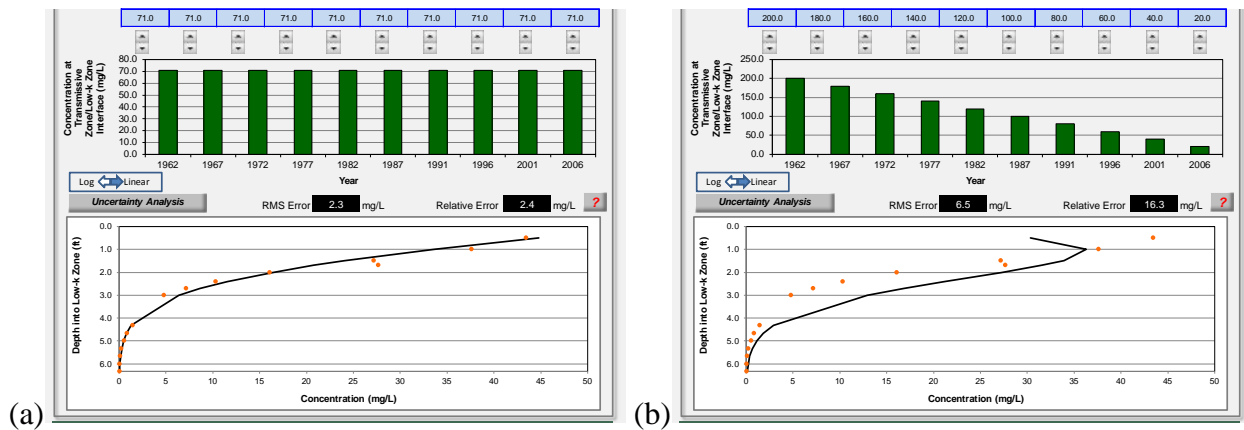 71.0 71.0 71.0 71.0 71.0 71.0 71.0 71.0 71.0 71.0
Concentration at
Transmissive
Zone/Low-k Zone
Interface (mg/L)
80.0
70.0
60.0
50.0
40.0
30.0
20.0
10.0
0.0
1962 1967 1972 1977 1982 1987 1991 1996 2001 2006
Year
Log Linear
Uncertainty Analysis
RMS Error 2.3 mg/L Relative Error 2.4 mg/L ?
Depth into Low-k Zone (ft)
0.0
1.0
2.0
3.0
4.0
5.0
6.0
0 5 10 15 20 25 30 35 40 45 50
Concentration (mg/L)
(a)
200.0 180.0 160.0 140.0 120.0 100.0 80.0 60.0 40.0 20.0
Concentration at
Transmissive
Zone/Low-k Zone
Interface (mg/L)
250.0
200.0
150.0
100.0
50.0
0.0
1962 1967 1972 1977 1982 1987 1991 1996 2001 2006
Year
Log Linear
Uncertainty Analysis
RMS Error 6.5 mg/L Relative Error 16.3 mg/L ?
Depth into Low-k Zone (ft)
0.0
1.0
2.0
3.0
4.0
5.0
6.0
0 5 10 15 20 25 30 35 40 45 50
Concentration (mg/L)
(b)